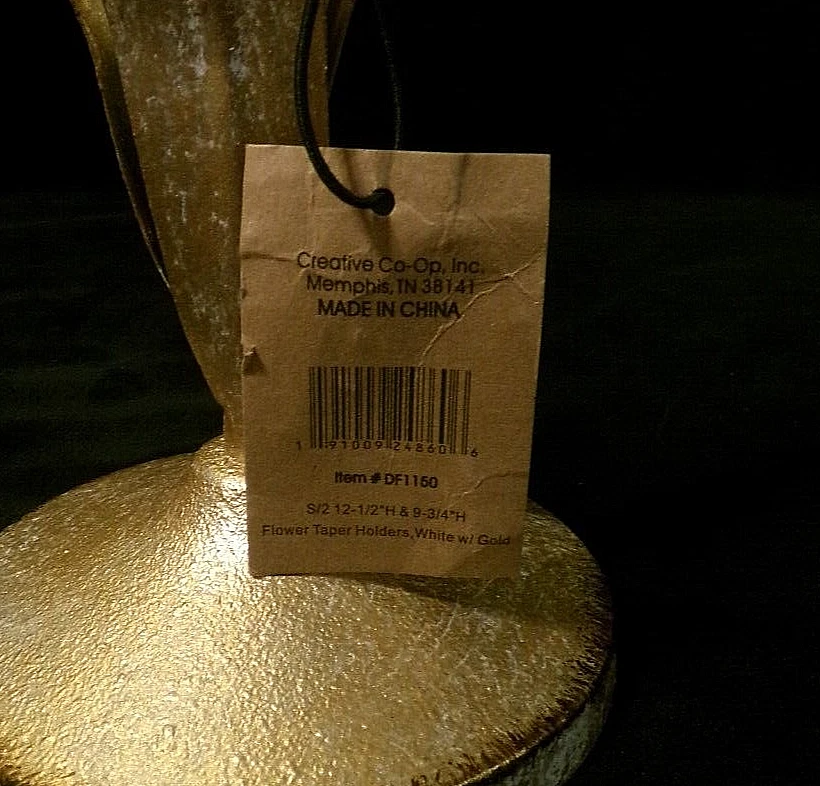 Creative Co-Op, Inc.
Memphis, TN 38141
MADE IN CHINA
1 91009 24860 6
Item # DF1150
S/2 12-1/2"H & 9-3/4"H
Flower Taper Holders, White w/ Gold